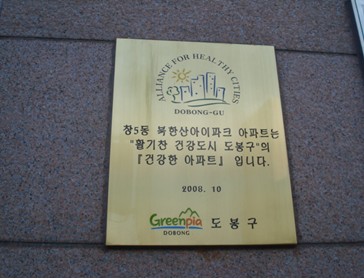 ALLIANCE FOR HEALTHY CITIES
DOBONG-GU
창5동 북한산아이파크 아파트는
"활기찬 건강도시 도봉구"의
『건강한 아파트』 입니다.
2008. 10
Greenpia 도봉구
DOBONG